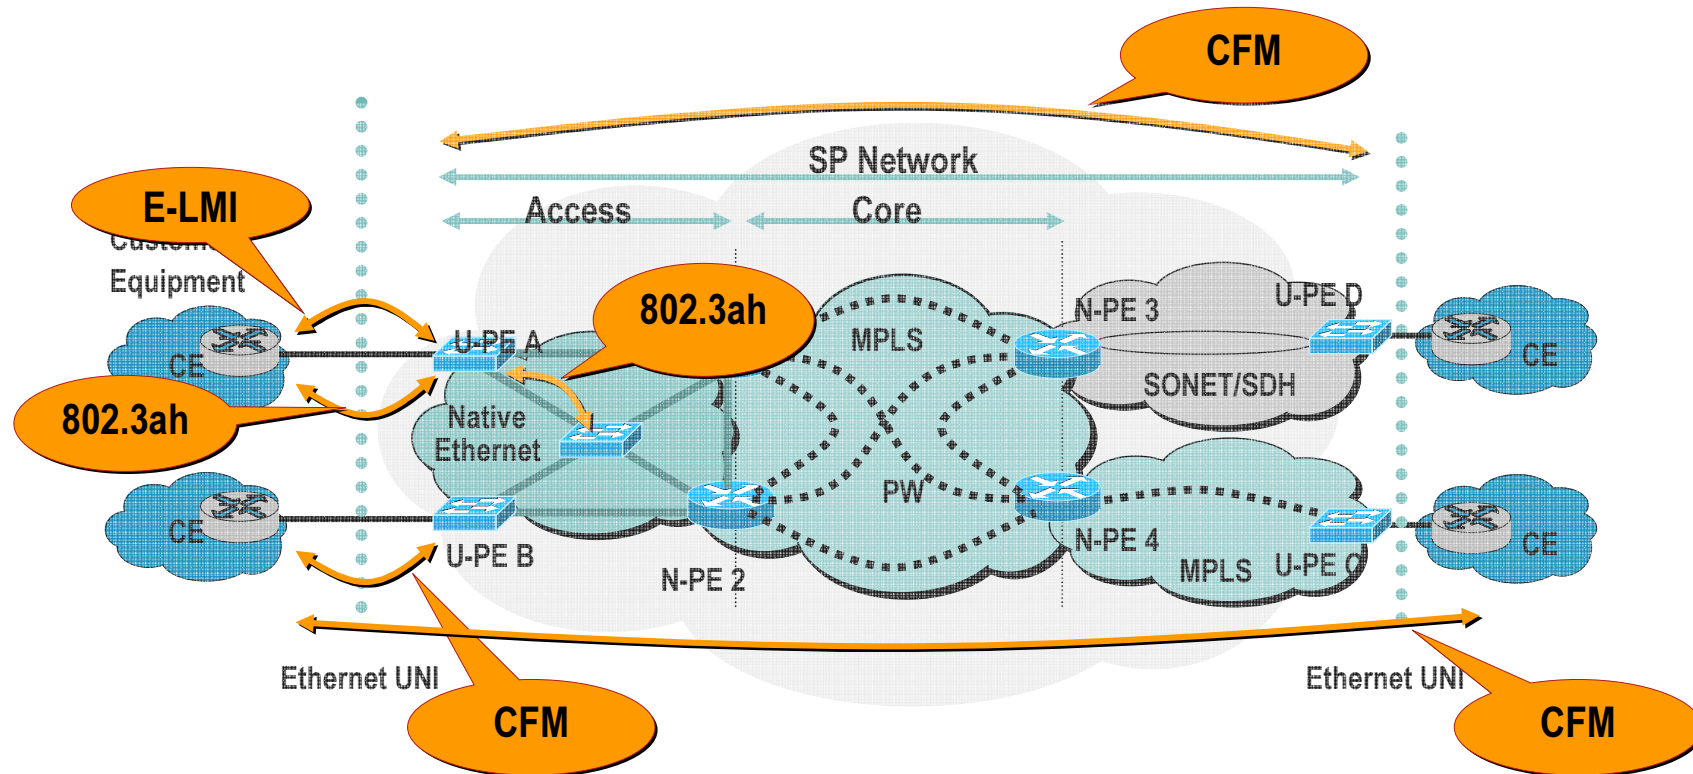 CFM
SP Network
E-LMI
Access
Core
Customer
Equipment
802.3ah
U-PE D
N-PE 3
MPLS
U-PE A
CE
CE
SONET/SDH
802.3ah
Native
Ethernet
PW
CE
U-PE B
N-PE 4
CE
N-PE 2
MPLS
U-PE C
Ethernet UNI
Ethernet UNI
CFM
CFM